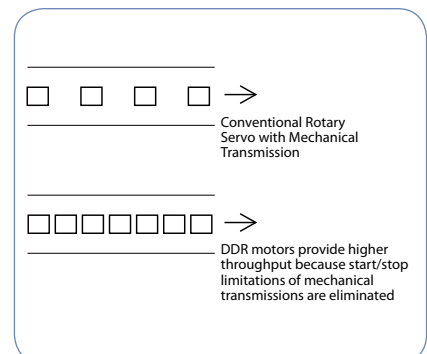 Conventional Rotary
Servo with Mechanical
Transmission
DDR motors provide higher
throughput because start/stop
limitations of mechanical
transmissions are eliminated